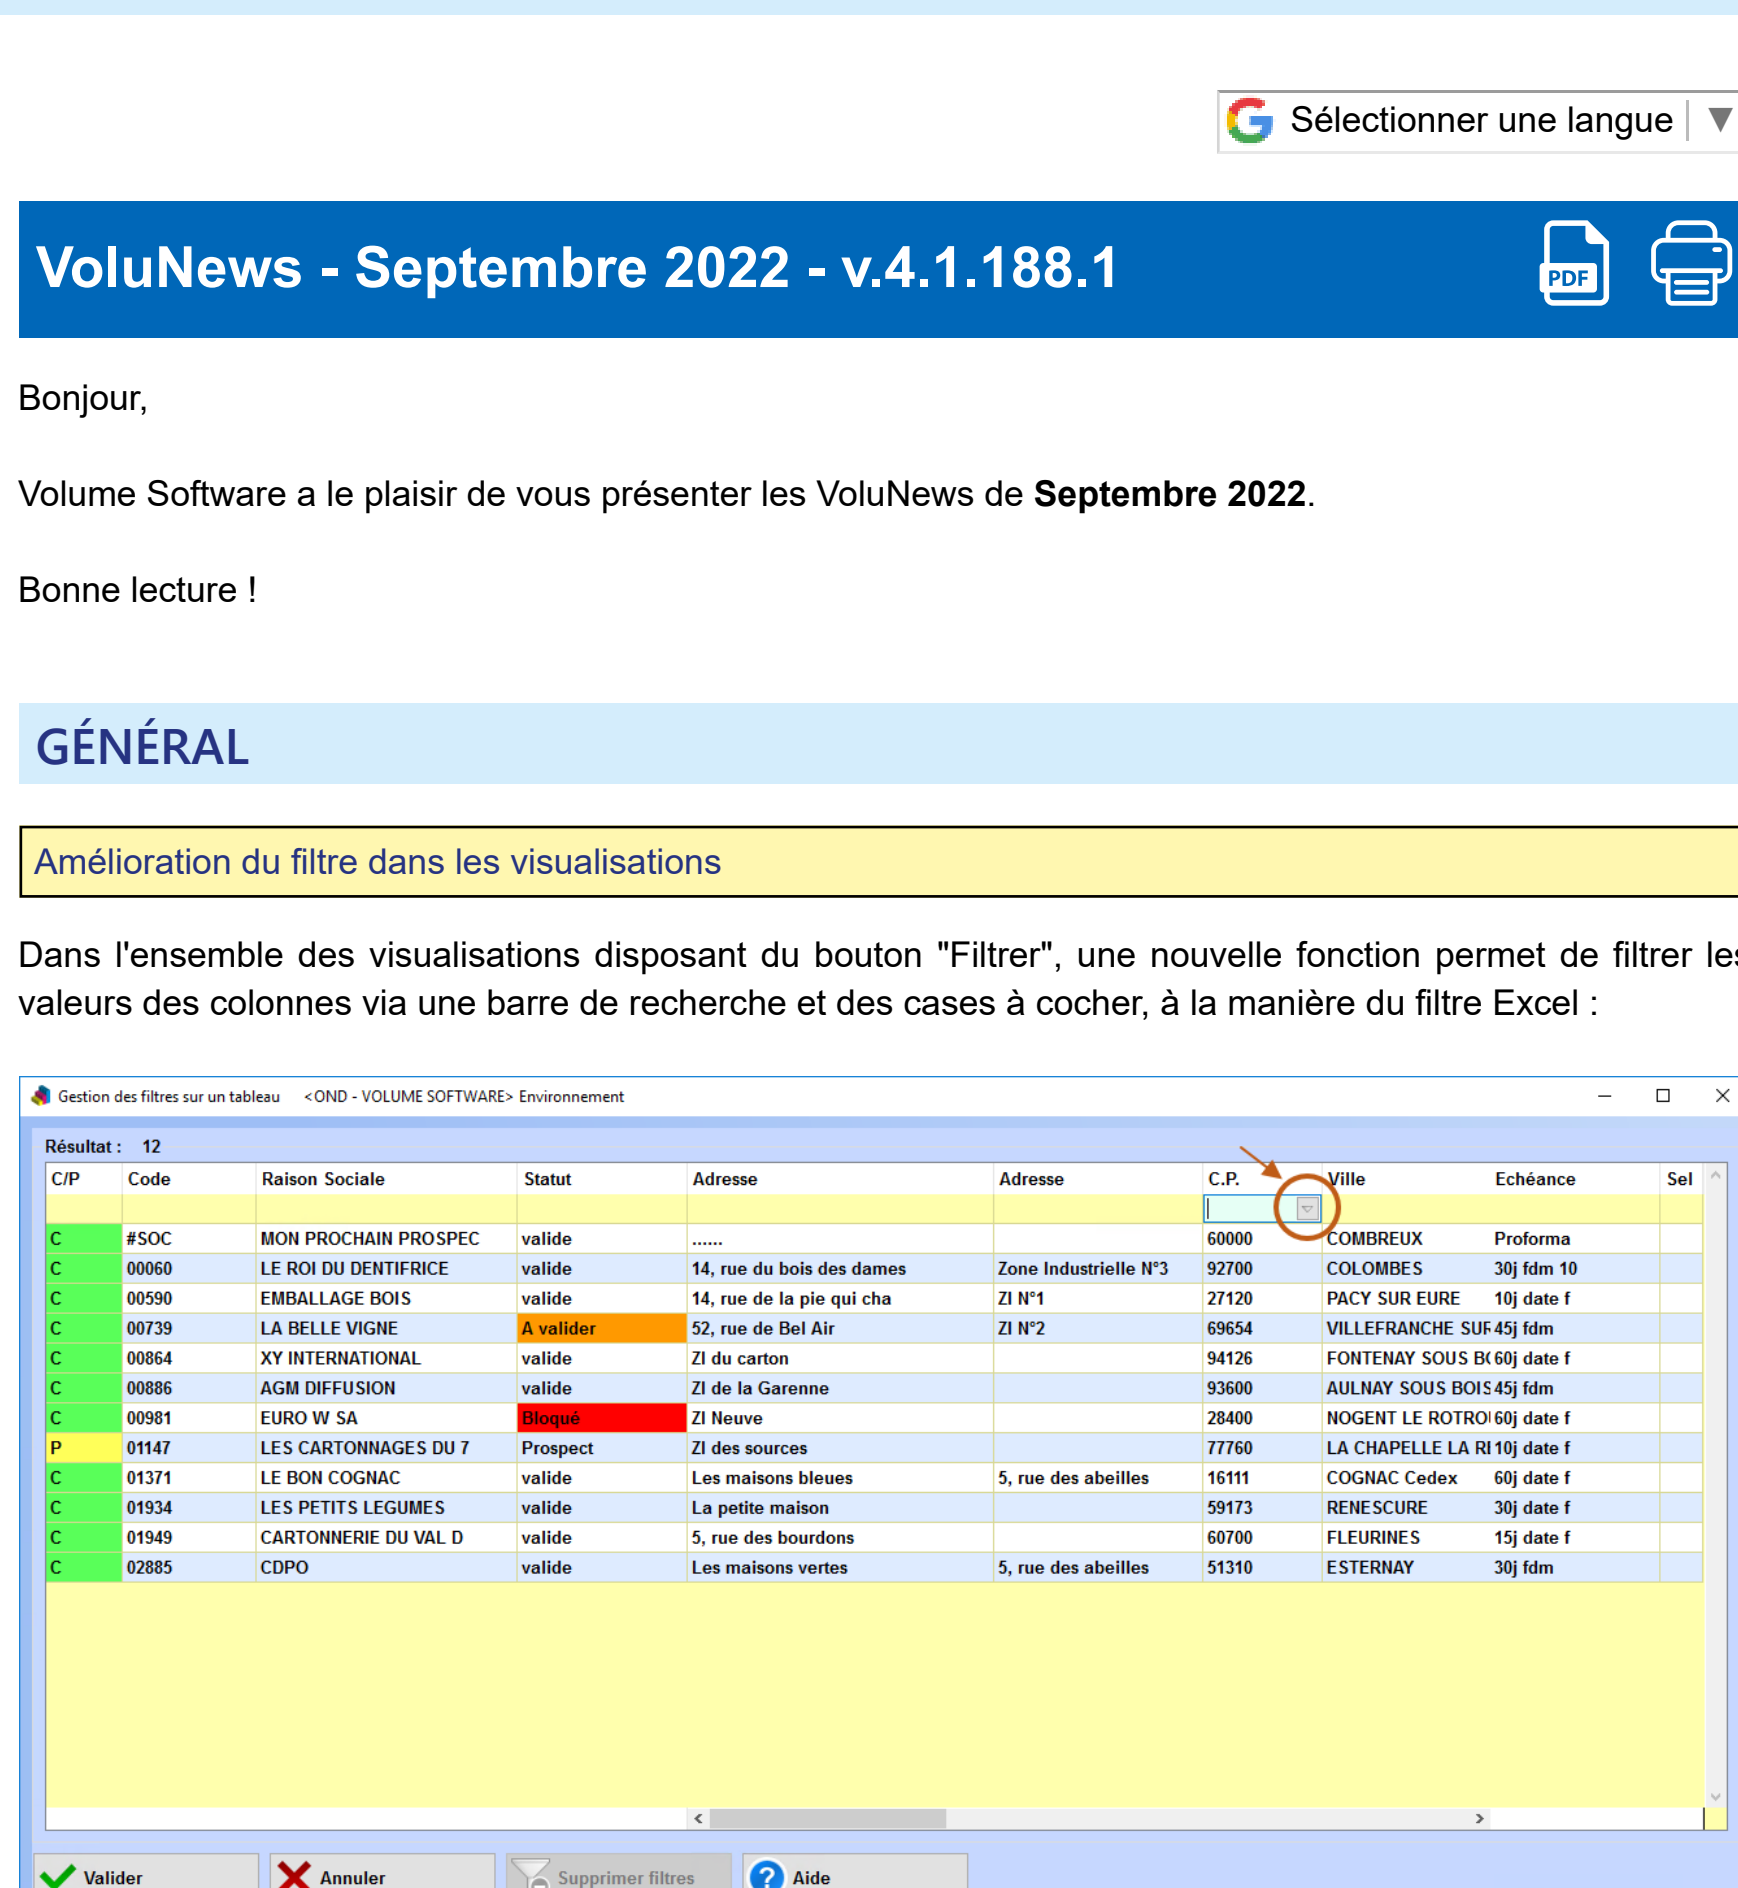 Sélectionner une langue ▼
VoluNews - Septembre 2022 - v.4.1.188.1
PDF
Bonjour,
Volume Software a le plaisir de vous présenter les VoluNews de Septembre 2022.
Bonne lecture !
GÉNÉRAL
Amélioration du filtre dans les visualisations
Dans l'ensemble des visualisations disposant du bouton "Filtrer", une nouvelle fonction permet de filtrer les
valeurs des colonnes via une barre de recherche et des cases à cocher, à la manière du filtre Excel :
Gestion des filtres sur un tableau <OND - VOLUME SOFTWARE> Environnement
Résultat : 12
C/P Code Raison Sociale Statut Adresse Adresse C.P. Ville Echéance Sel
C #SOC MON PROCHAIN PROSPEC valide ...... 60000 COMBREUX Proforma
C 00060 LE ROI DU DENTIFRICE valide 14, rue du bois des dames Zone Industrielle N°3 92700 COLOMBES 30j fdm 10
C 00590 EMBALLAGE BOIS valide 14, rue de la pie qui cha ZI N°1 27120 PACY SUR EURE 10j date f
C 00739 LA BELLE VIGNE A valider 52, rue de Bel Air ZI N°2 69654 VILLEFRANCHE SUR 45j fdm
C 00864 XY INTERNATIONAL valide ZI du carton 94126 FONTENAY SOUS BO 60j date f
C 00886 AGM DIFFUSION valide ZI de la Garenne 93600 AULNAY SOUS BOIS 45j fdm
C 00981 EURO W SA Bloqué ZI Neuve 28400 NOGENT LE ROTROU 60j date f
P 01147 LES CARTONNAGES DU 7 Prospect ZI des sources 77760 LA CHAPELLE LA RE 10j date f
C 01371 LE BON COGNAC valide Les maisons bleues 5, rue des abeilles 16111 COGNAC Cedex 60j date f
C 01934 LES PETITS LEGUMES valide La petite maison 59173 RENESCURE 30j date f
C 01949 CARTONNERIE DU VAL D valide 5, rue des bourdons 60700 FLEURINES 15j date f
C 02885 CDPO valide Les maisons vertes 5, rue des abeilles 51310 ESTERNAY 30j fdm
Valider Annuler Supprimer filtres Aide